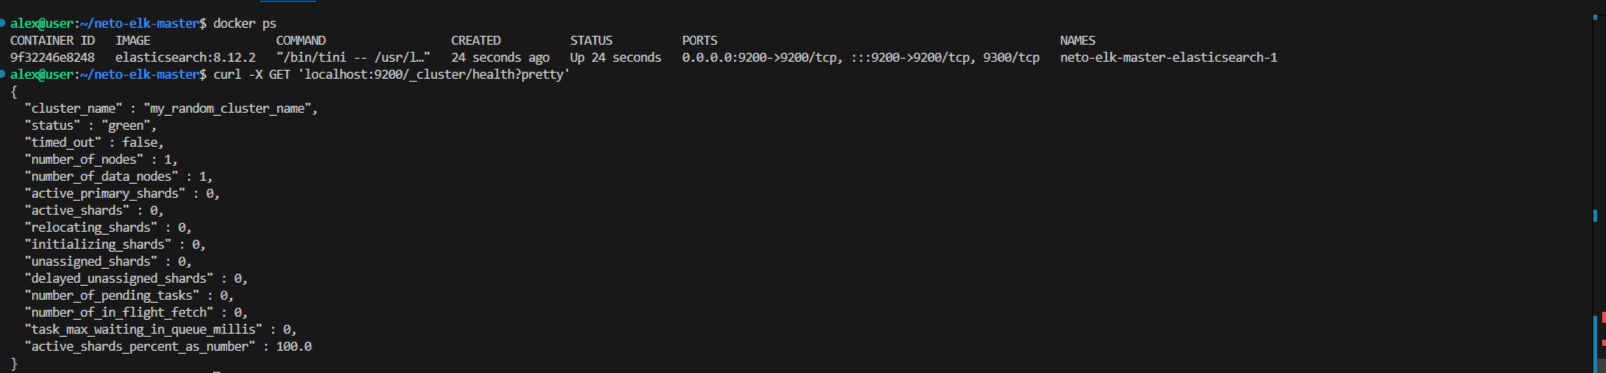 alex@user:~/neto-elk-master$ docker ps
CONTAINER ID   IMAGE                  COMMAND                  CREATED          STATUS          PORTS                                                 NAMES
9f32246e8248   elasticsearch:8.12.2   "/bin/tini -- /usr/l…"   24 seconds ago   Up 24 seconds   0.0.0.0:9200->9200/tcp, :::9200->9200/tcp, 9300/tcp   neto-elk-master-elasticsearch-1
alex@user:~/neto-elk-master$ curl -X GET 'localhost:9200/_cluster/health?pretty'
{
  "cluster_name" : "my_random_cluster_name",
  "status" : "green",
  "timed_out" : false,
  "number_of_nodes" : 1,
  "number_of_data_nodes" : 1,
  "active_primary_shards" : 0,
  "active_shards" : 0,
  "relocating_shards" : 0,
  "initializing_shards" : 0,
  "unassigned_shards" : 0,
  "delayed_unassigned_shards" : 0,
  "number_of_pending_tasks" : 0,
  "number_of_in_flight_fetch" : 0,
  "task_max_waiting_in_queue_millis" : 0,
  "active_shards_percent_as_number" : 100.0
}